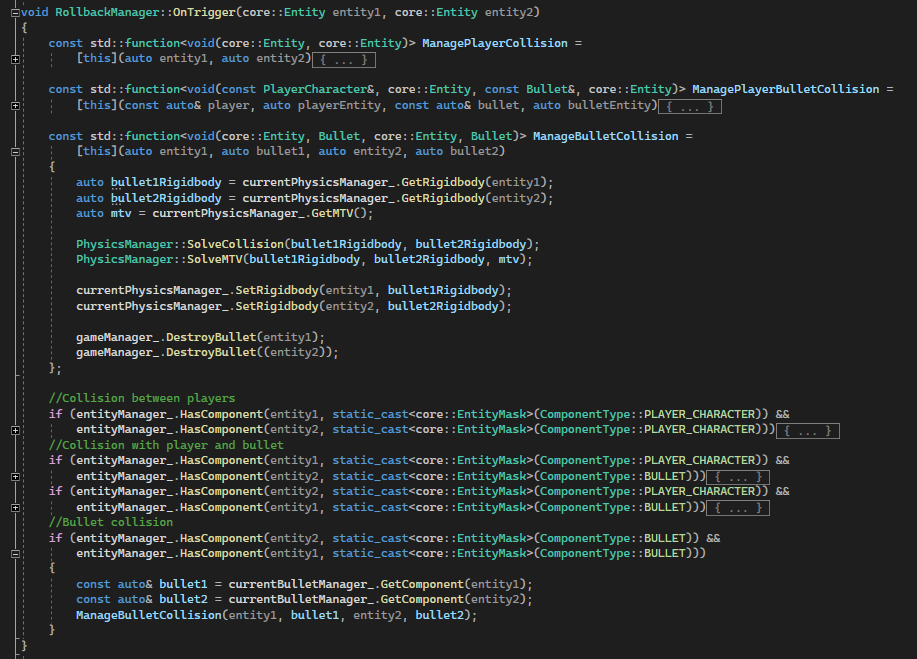 void RollbackManager::OnTrigger(core::Entity entity1, core::Entity entity2)
{
    const std::function<void(core::Entity, core::Entity)> ManagePlayerCollision =
        [this](auto entity1, auto entity2){ ... }

    const std::function<void(const PlayerCharacter&, core::Entity, const Bullet&, core::Entity)> ManagePlayerBulletCollision =
        [this](const auto& player, auto playerEntity, const auto& bullet, auto bulletEntity){ ... }

    const std::function<void(core::Entity, Bullet, core::Entity, Bullet)> ManageBulletCollision =
        [this](auto entity1, auto bullet1, auto entity2, auto bullet2)
    {
        auto bullet1Rigidbody = currentPhysicsManager_.GetRigidbody(entity1);
        auto bullet2Rigidbody = currentPhysicsManager_.GetRigidbody(entity2);
        auto mtv = currentPhysicsManager_.GetMTV();

        PhysicsManager::SolveCollision(bullet1Rigidbody, bullet2Rigidbody);
        PhysicsManager::SolveMTV(bullet1Rigidbody, bullet2Rigidbody, mtv);

        currentPhysicsManager_.SetRigidbody(entity1, bullet1Rigidbody);
        currentPhysicsManager_.SetRigidbody(entity2, bullet2Rigidbody);

        gameManager_.DestroyBullet(entity1);
        gameManager_.DestroyBullet((entity2));
    };

    //Collision between players
    if (entityManager_.HasComponent(entity1, static_cast<core::EntityMask>(ComponentType::PLAYER_CHARACTER)) &&
        entityManager_.HasComponent(entity2, static_cast<core::EntityMask>(ComponentType::PLAYER_CHARACTER))){ ... }
    //Collision with player and bullet
    if (entityManager_.HasComponent(entity1, static_cast<core::EntityMask>(ComponentType::PLAYER_CHARACTER)) &&
        entityManager_.HasComponent(entity2, static_cast<core::EntityMask>(ComponentType::BULLET))){ ... }
    if (entityManager_.HasComponent(entity2, static_cast<core::EntityMask>(ComponentType::PLAYER_CHARACTER)) &&
        entityManager_.HasComponent(entity1, static_cast<core::EntityMask>(ComponentType::BULLET))){ ... }
    //Bullet collision
    if (entityManager_.HasComponent(entity2, static_cast<core::EntityMask>(ComponentType::BULLET)) &&
        entityManager_.HasComponent(entity1, static_cast<core::EntityMask>(ComponentType::BULLET)))
    {
        const auto& bullet1 = currentBulletManager_.GetComponent(entity1);
        const auto& bullet2 = currentBulletManager_.GetComponent(entity2);
        ManageBulletCollision(entity1, bullet1, entity2, bullet2);
    }
}